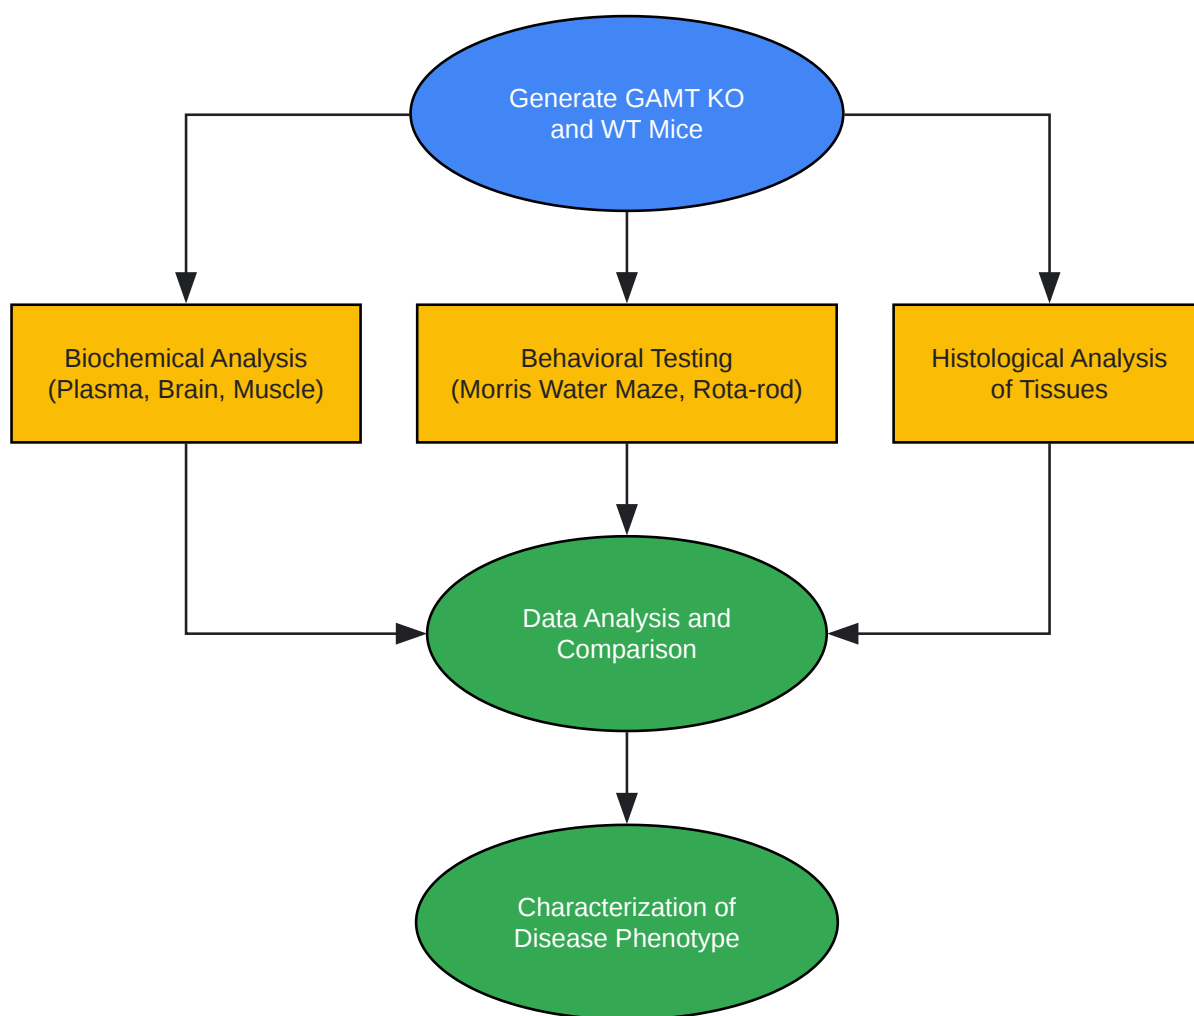 Generate GAMT KO
and WT Mice
Biochemical Analysis
(Plasma, Brain, Muscle)
Behavioral Testing
(Morris Water Maze, Rota-rod)
Histological Analysis
of Tissues
Data Analysis and
Comparison
Characterization of
Disease Phenotype